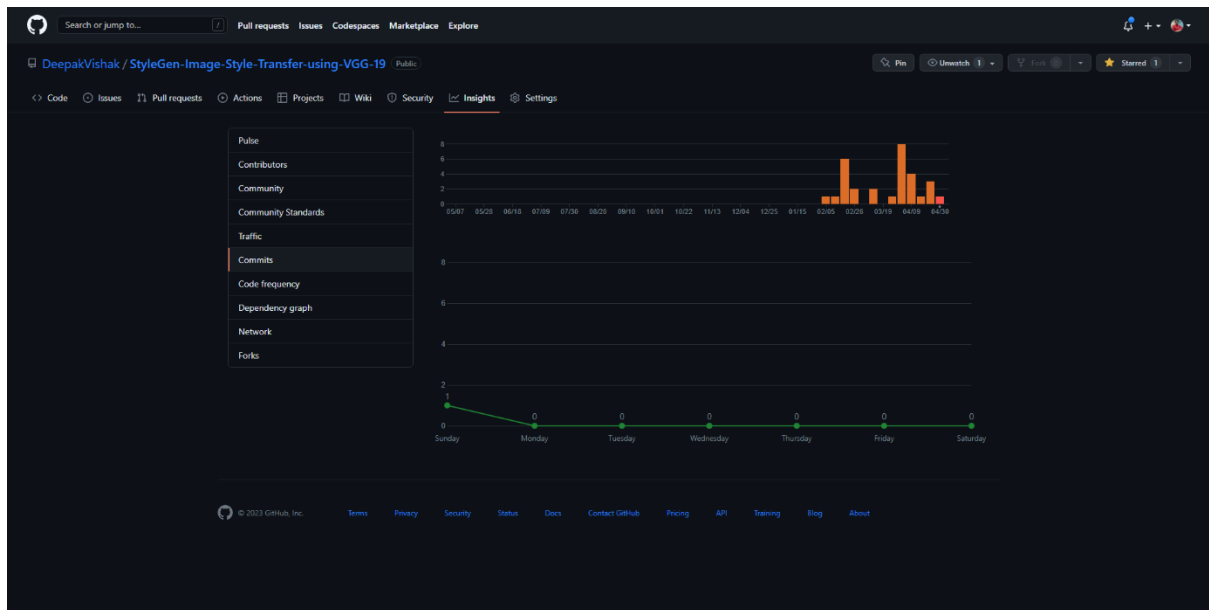 Search or jump to... / Pull requests Issues Codespaces Marketplace Explore
DeepakVishak / StyleGen-Image-Style-Transfer-using-VGG-19 Public
Pin Unwatch 1 Fork 0 Starred 1
Code Issues Pull requests Actions Projects Wiki Security Insights Settings
Pulse
Contributors
Community
Community Standards
Traffic
Commits
Code frequency
Dependency graph
Network
Forks
8
6
4
2
0
05/07 05/28 06/18 07/09 07/30 08/20 09/10 10/01 10/22 11/13 12/04 12/25 01/15 02/05 02/26 03/19 04/09 04/30
8
6
4
2
1 0 0 0 0 0 0
0
Sunday Monday Tuesday Wednesday Thursday Friday Saturday
© 2023 GitHub, Inc. Terms Privacy Security Status Docs Contact GitHub Pricing API Training Blog About